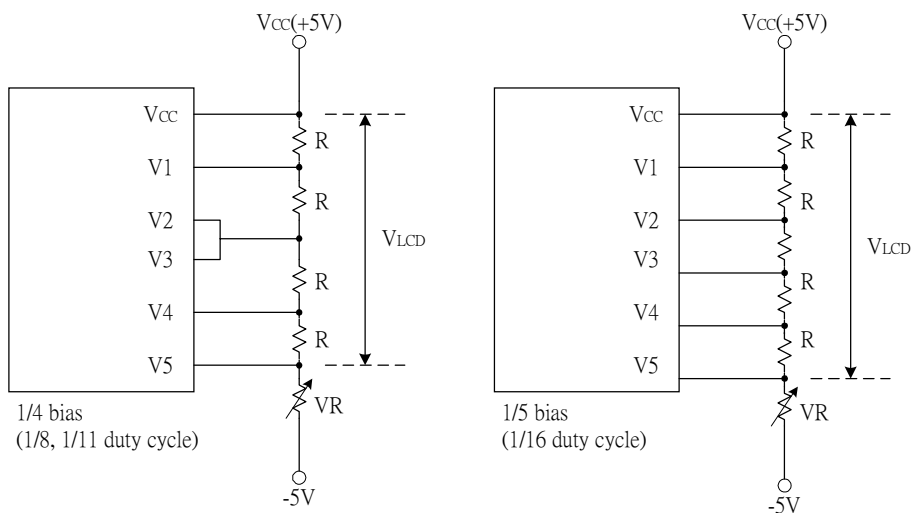 VCC(+5V)
VCC
R
V1
R
V2
V3
VLCD
R
V4
R
V5
VR
1/4 bias
(1/8, 1/11 duty cycle)
-5V
VCC(+5V)
VCC
R
V1
R
V2
R
V3
VLCD
R
V4
R
V5
VR
1/5 bias
(1/16 duty cycle)
-5V